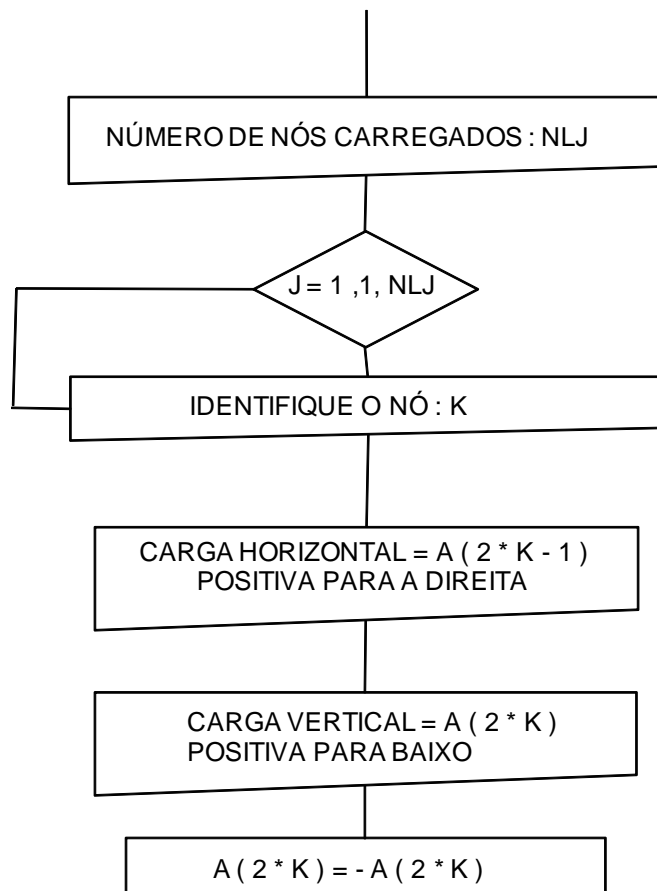 NÚMERO DE NÓS CARREGADOS : NLJ
J = 1 ,1, NLJ
IDENTIFIQUE O NÓ : K
CARGA HORIZONTAL = A ( 2 * K - 1 )
POSITIVA PARA A DIREITA
CARGA VERTICAL = A ( 2 * K )
POSITIVA PARA BAIXO
A ( 2 * K ) = - A ( 2 * K )